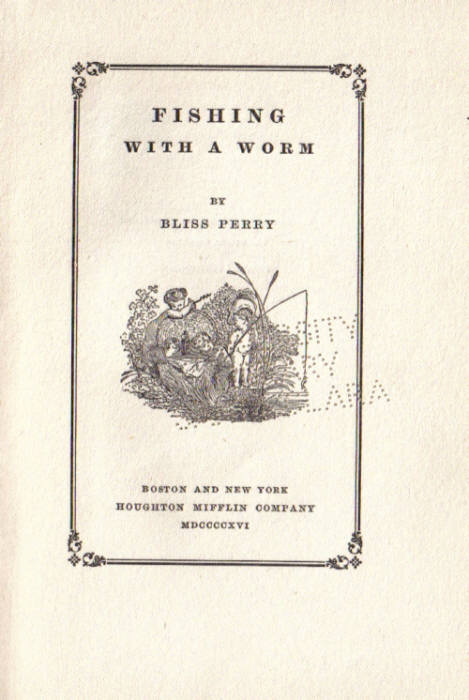 FISHING
WITH A WORM
BY
BLISS PERRY
BOSTON AND NEW YORK
HOUGHTON MIFFLIN COMPANY
MDCCCCXVI